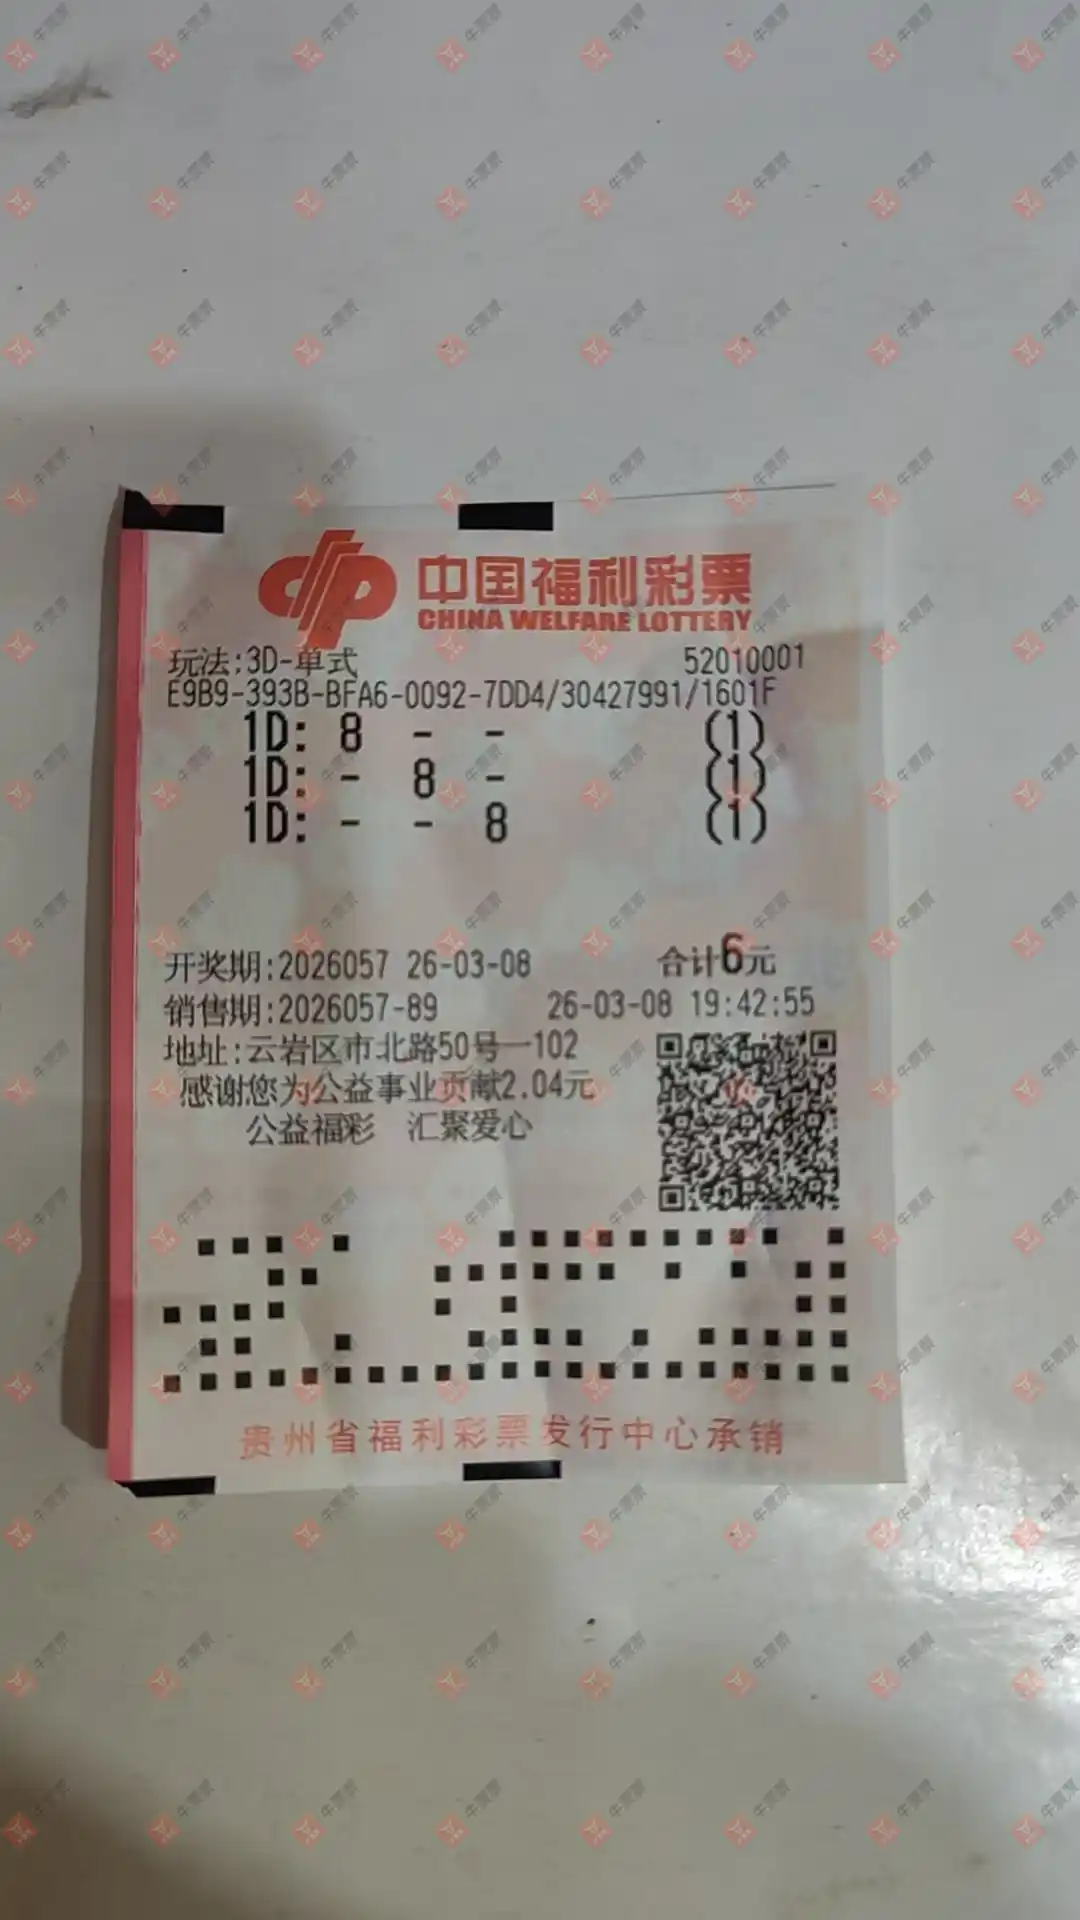 中国福利彩票
CHINA WELFARE LOTTERY
玩法:3D-单式 52010001
E9B9-393B-BFA6-0092-7DD4/30427991/1601F
1D: 8 - - (1)
1D: - 8 - (1)
1D: - - 8 (1)
开奖期:2026057 26-03-08 合计6元
销售期:2026057-89 26-03-08 19:42:55
地址:云岩区市北路50号一102
感谢您为公益事业贡献2.04元
公益福彩 汇聚爱心
贵州省福利彩票发行中心承销
牛票票